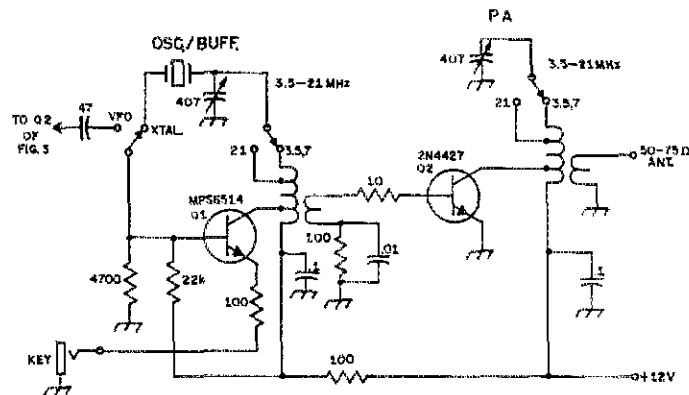 PA
OSC/BUFF.
407
3.5-21 MHz
407
3.5-21 MHz
47
VFO
TO Q2
OF
FIG. 3
XTAL.
21
3.5,7
21
3.5,7
50-75Ω
ANT.
MPS6514
Q1
10
2N4427
Q2
100
.01
4700
22k
100
.1
.1
KEY
100
+12V